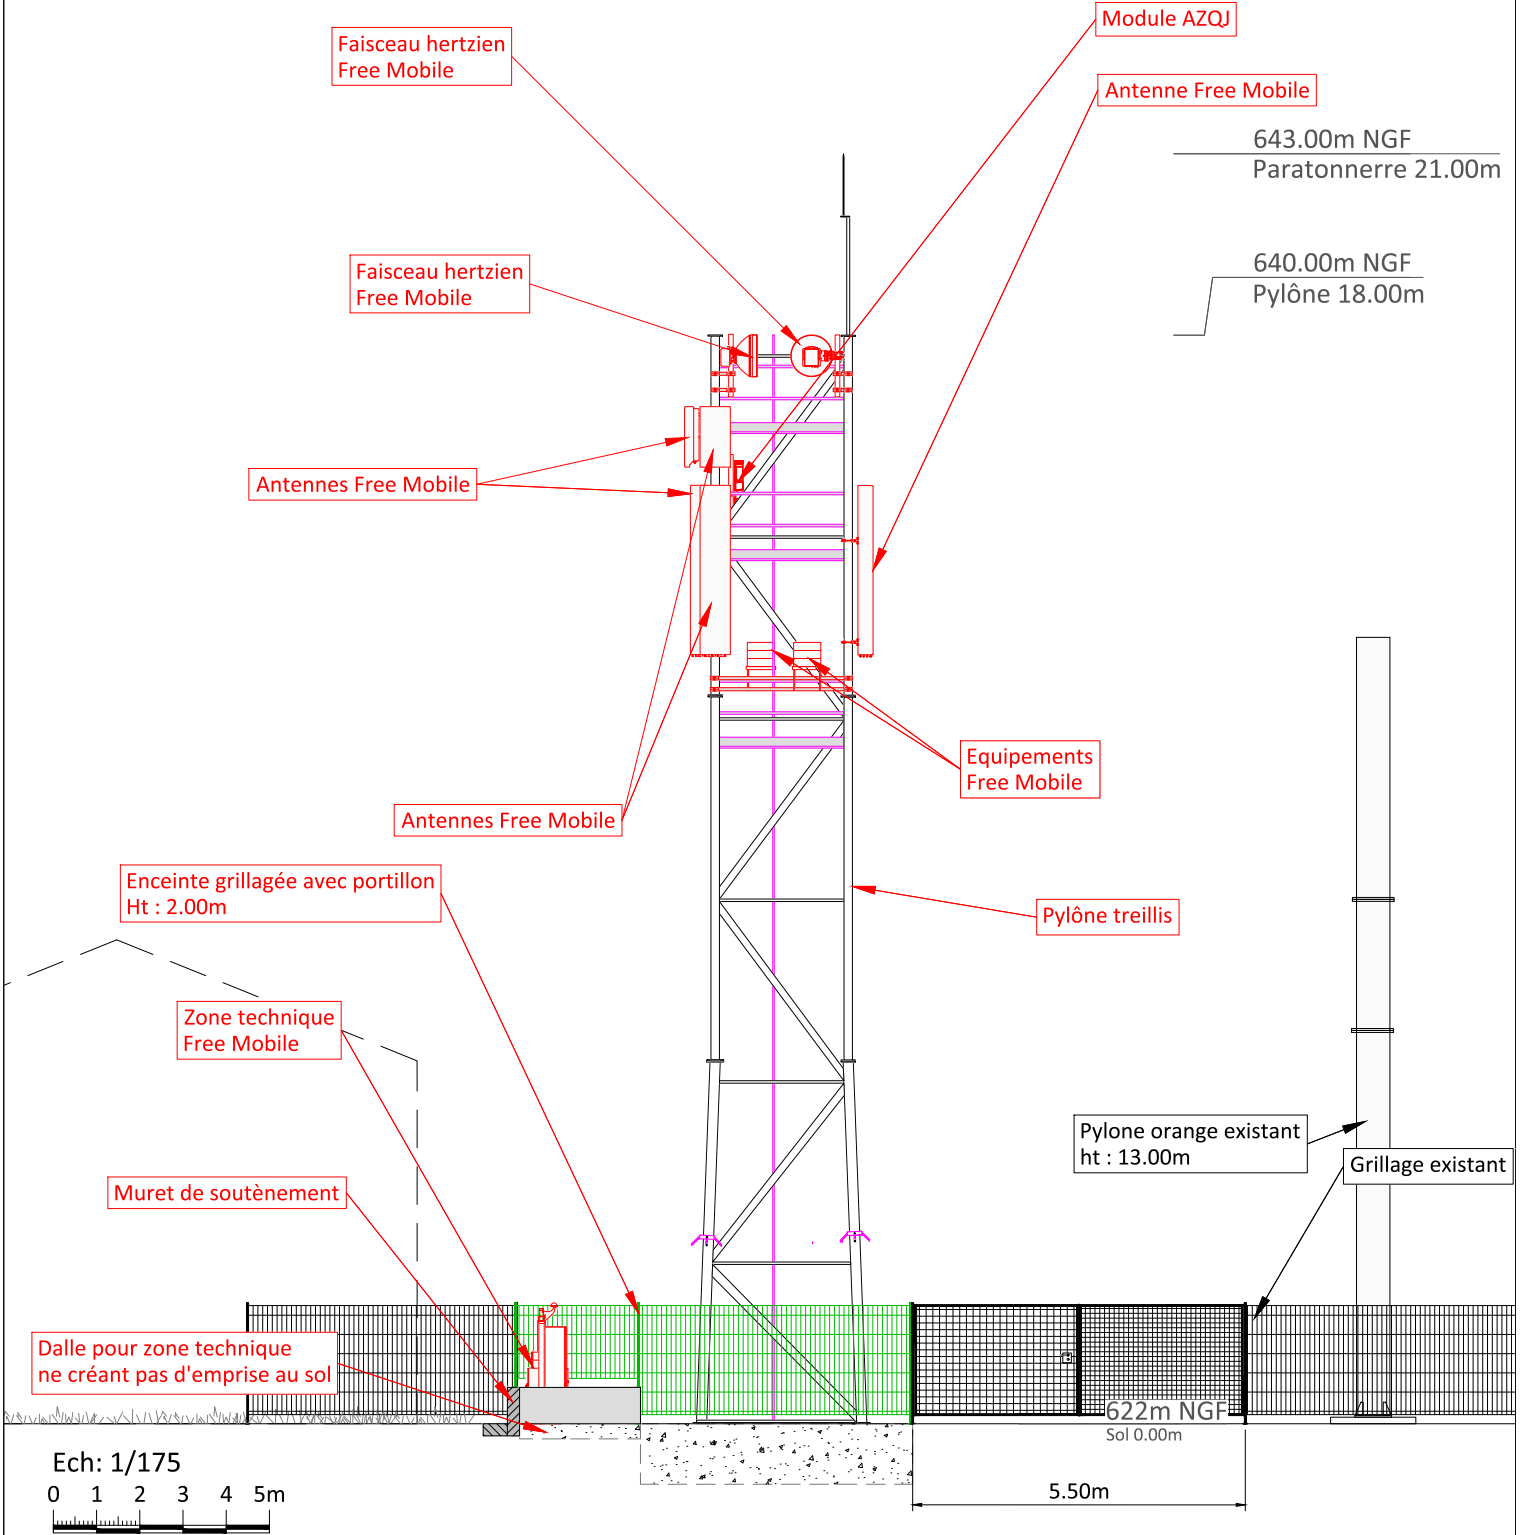 Module AZQJ
Faisceau hertzien
Free Mobile
Antenne Free Mobile
643.00m NGF
Paratonnerre 21.00m
Faisceau hertzien
Free Mobile
640.00m NGF
Pylône 18.00m
Antennes Free Mobile
Equipements
Free Mobile
Antennes Free Mobile
Enceinte grillagée avec portillon
Ht : 2.00m
Pylône treillis
Zone technique
Free Mobile
Pylone orange existant
ht : 13.00m
Grillage existant
Muret de soutènement
Dalle pour zone technique
ne créant pas d'emprise au sol
622m NGF
Sol 0.00m
Ech: 1/175
0 1 2 3 4 5m
5.50m